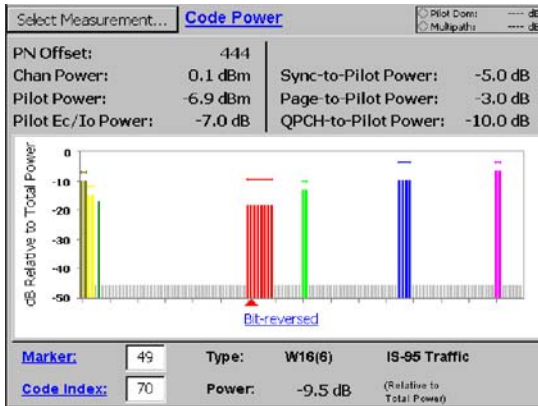 Select Measurement... Code Power Pilot Dom: ---- dB
Multipath: ---- dB
PN Offset: 444
Chan Power: 0.1 dBm Sync-to-Pilot Power: -5.0 dB
Pilot Power: -6.9 dBm Page-to-Pilot Power: -3.0 dB
Pilot Ec/Io Power: -7.0 dB QPCH-to-Pilot Power: -10.0 dB
dB Relative to Total Power
0
-10
-20
-30
-40
-50
Bit-reversed
Marker: 49 Type: W16(6) IS-95 Traffic
Code Index: 70 Power: -9.5 dB (Relative to
Total Power)